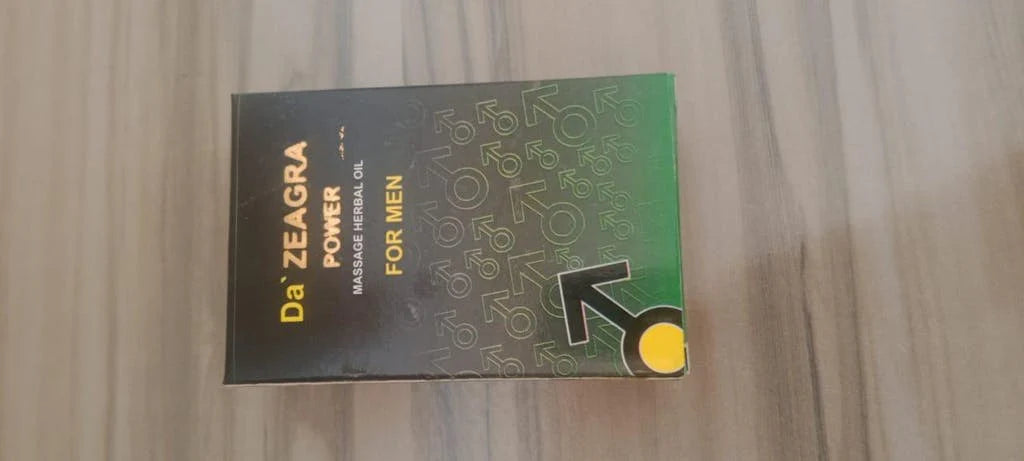 Da` ZEAGRA
POWER
MASSAGE HERBAL OIL
FOR MEN